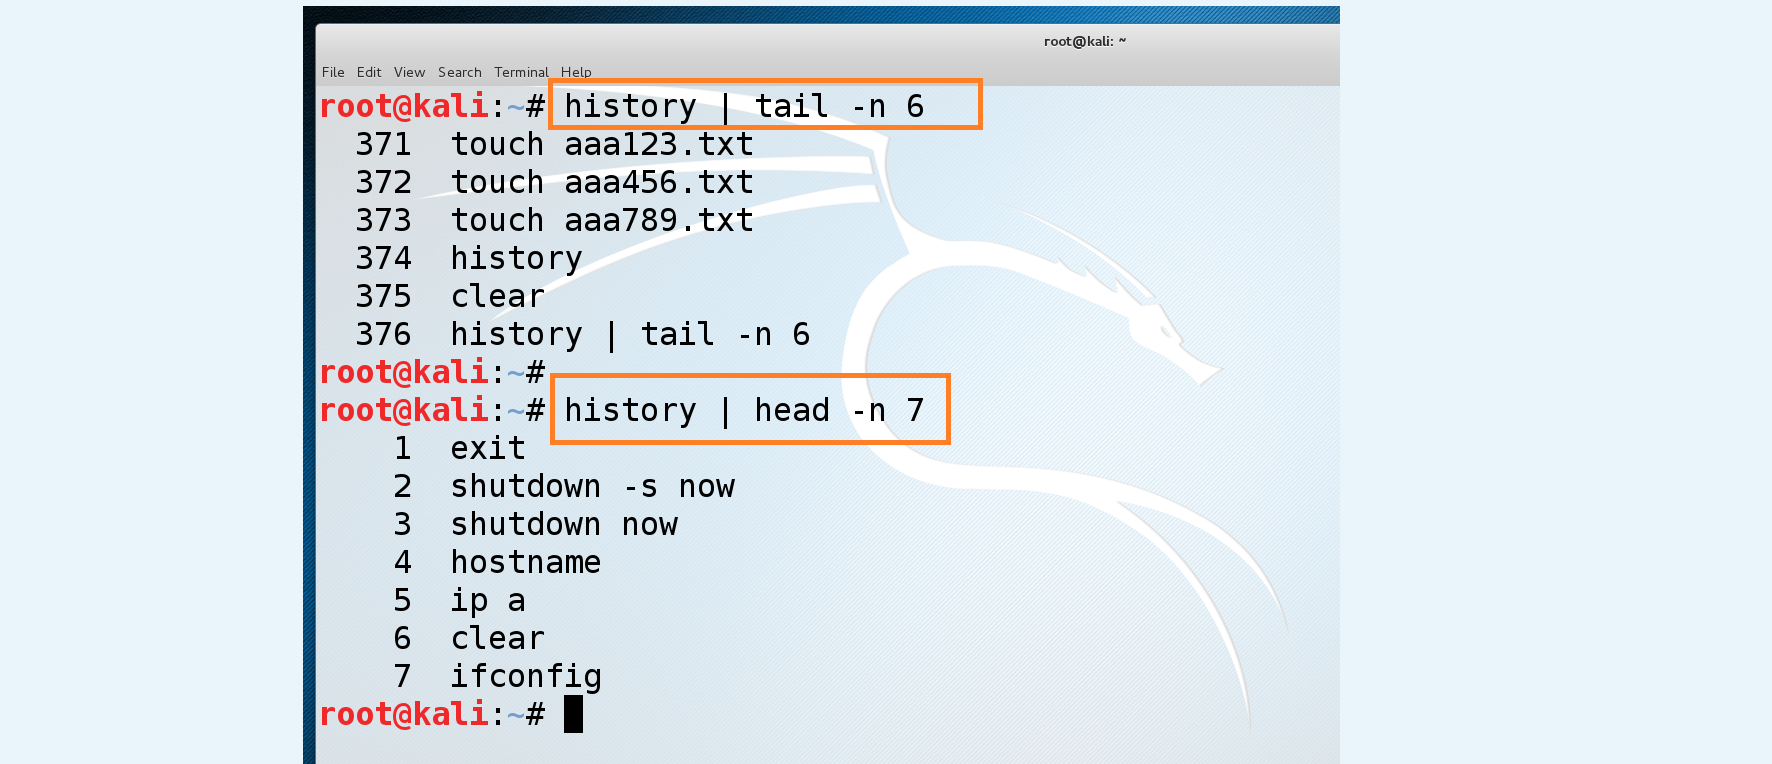 root@kali: ~
File Edit View Search Terminal Help
root@kali:~# history | tail -n 6
371 touch aaa123.txt
372 touch aaa456.txt
373 touch aaa789.txt
374 history
375 clear
376 history | tail -n 6
root@kali:~#
root@kali:~# history | head -n 7
1 exit
2 shutdown -s now
3 shutdown now
4 hostname
5 ip a
6 clear
7 ifconfig
root@kali:~#